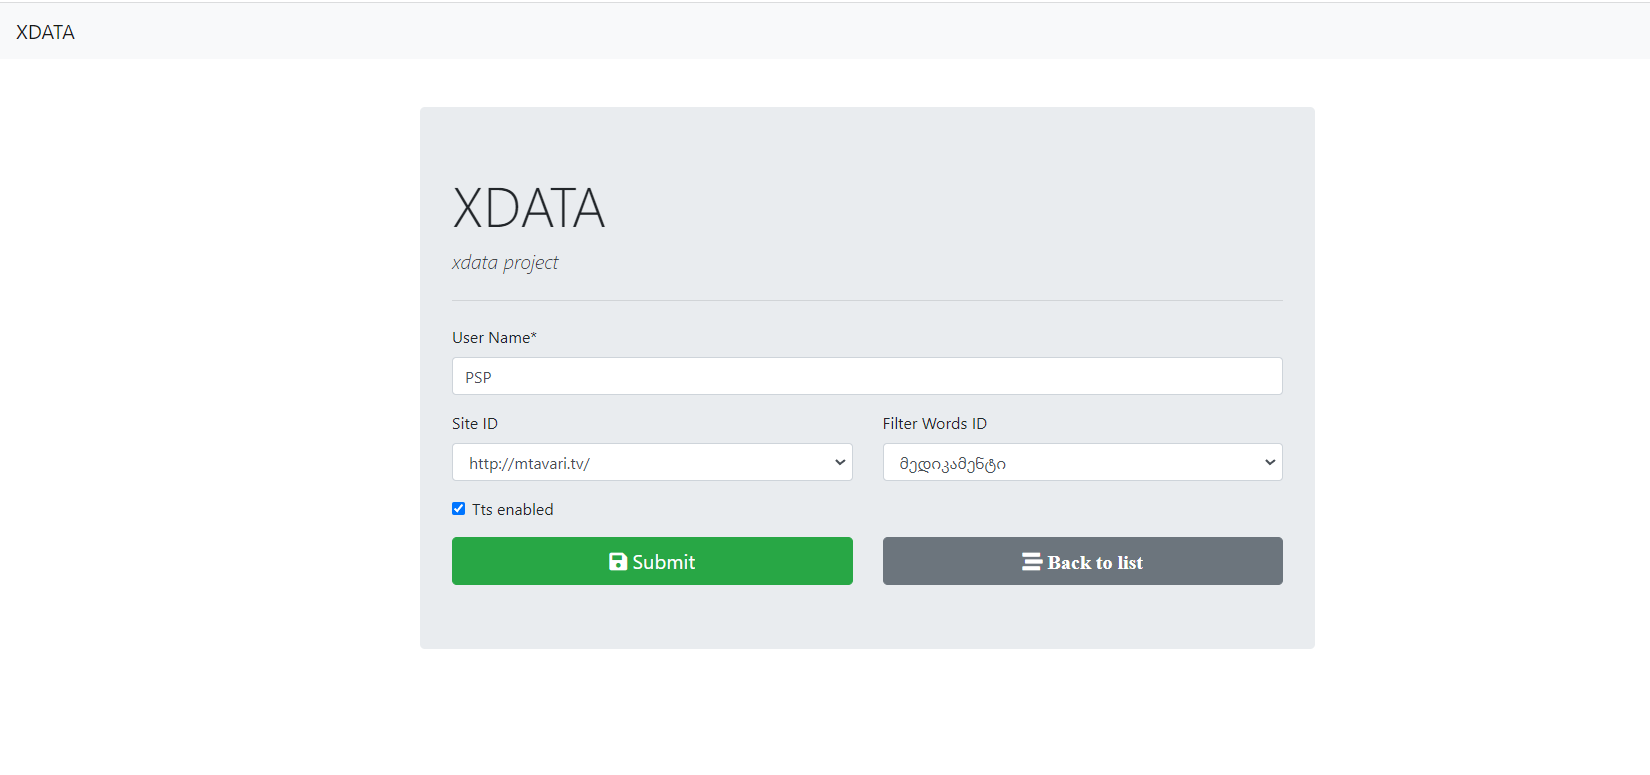 XDATA
XDATA
xdata project
User Name*
PSP
Site ID
Filter Words ID
http://mtavari.tv/
მედიკამენტი
Tts enabled
Submit
Back to list